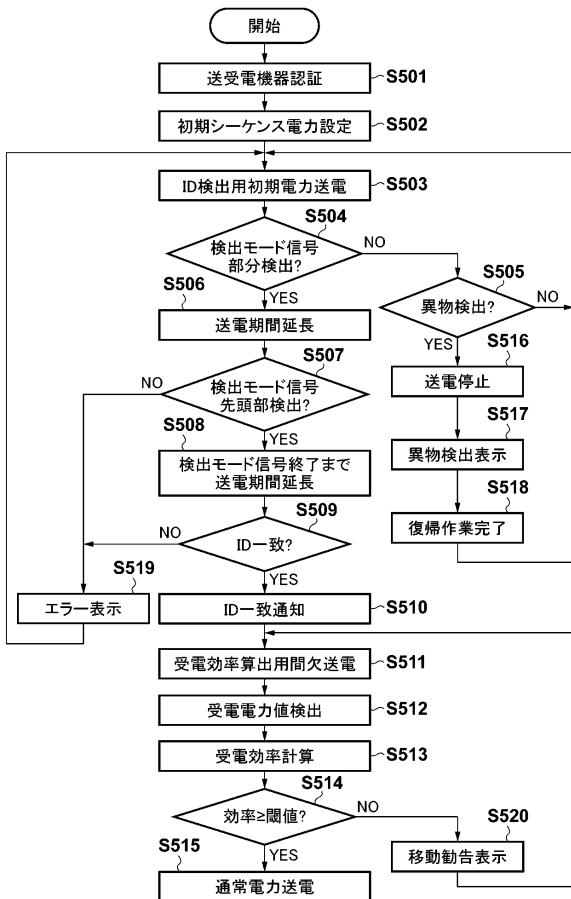 開始
送受電機器認証
S501
初期シーケンス電力設定
S502
ID検出用初期電力送電
S503
S504
検出モード信号
部分検出?
NO
YES
S505
異物検出?
NO
YES
S506
送電期間延長
S516
送電停止
S507
検出モード信号
先頭部検出?
NO
YES
S517
異物検出表示
S508
検出モード信号終了まで
送電期間延長
S518
復帰作業完了
S509
ID一致?
NO
YES
S519
エラー表示
ID一致通知
S510
受電効率算出用間欠送電
S511
受電電力値検出
S512
受電効率計算
S513
S514
効率≥閾値?
NO
YES
S520
移動勧告表示
S515
通常電力送電